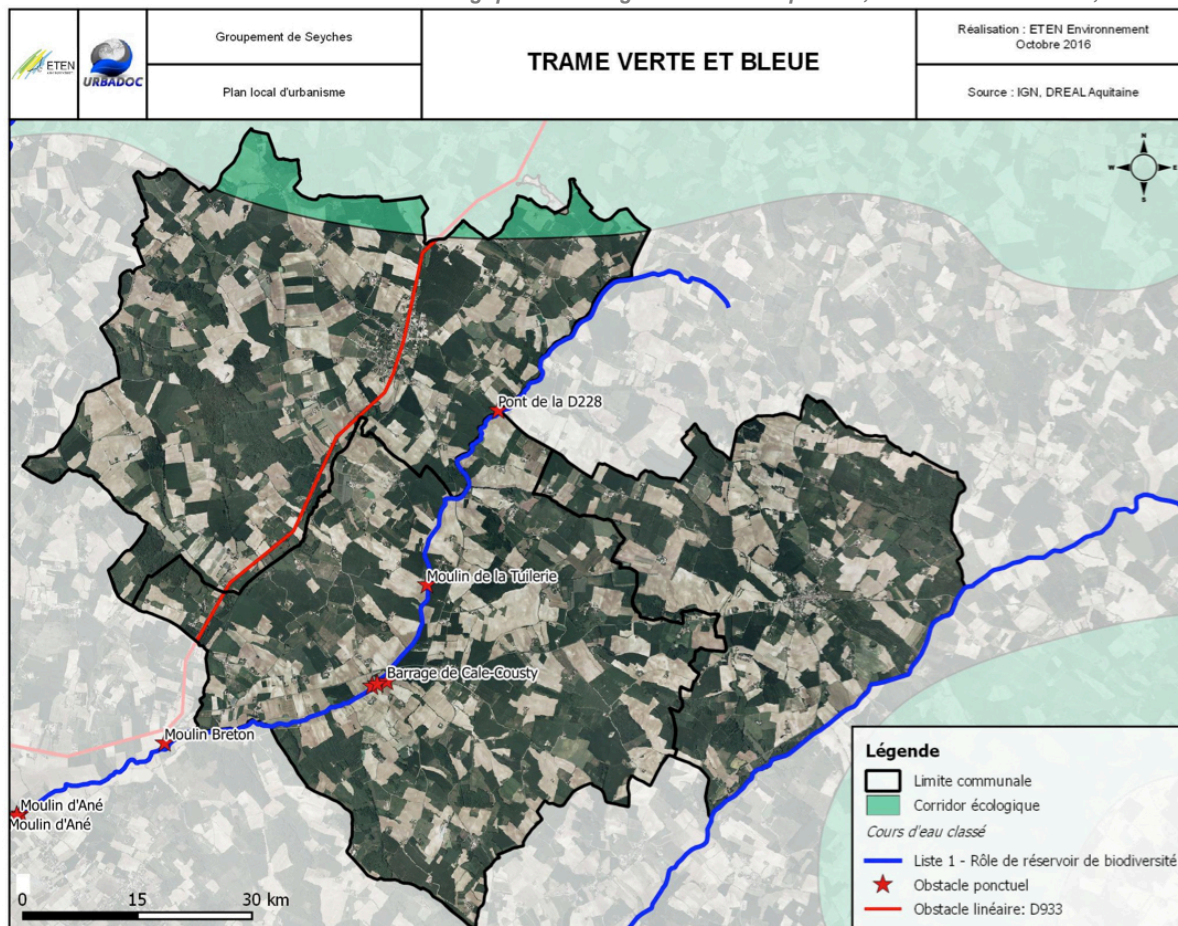 ETEN
URBADOC
Groupement de Seyches
Plan local d'urbanisme
TRAME VERTE ET BLEUE
Réalisation : ETEN Environnement
Octobre 2016
Source : IGN, DREAL Aquitaine
N
W
E
S
Pont de la D228
Moulin de la Tuilerie
Barrage de Cale-Cousty
Moulin Breton
Moulin d'Ané
Moulin d'Ané
0 15 30 km
Légende
Limite communale
Corridor écologique
Cours d'eau classé
Liste 1 - Rôle de réservoir de biodiversité
Obstacle ponctuel
Obstacle linéaire: D933